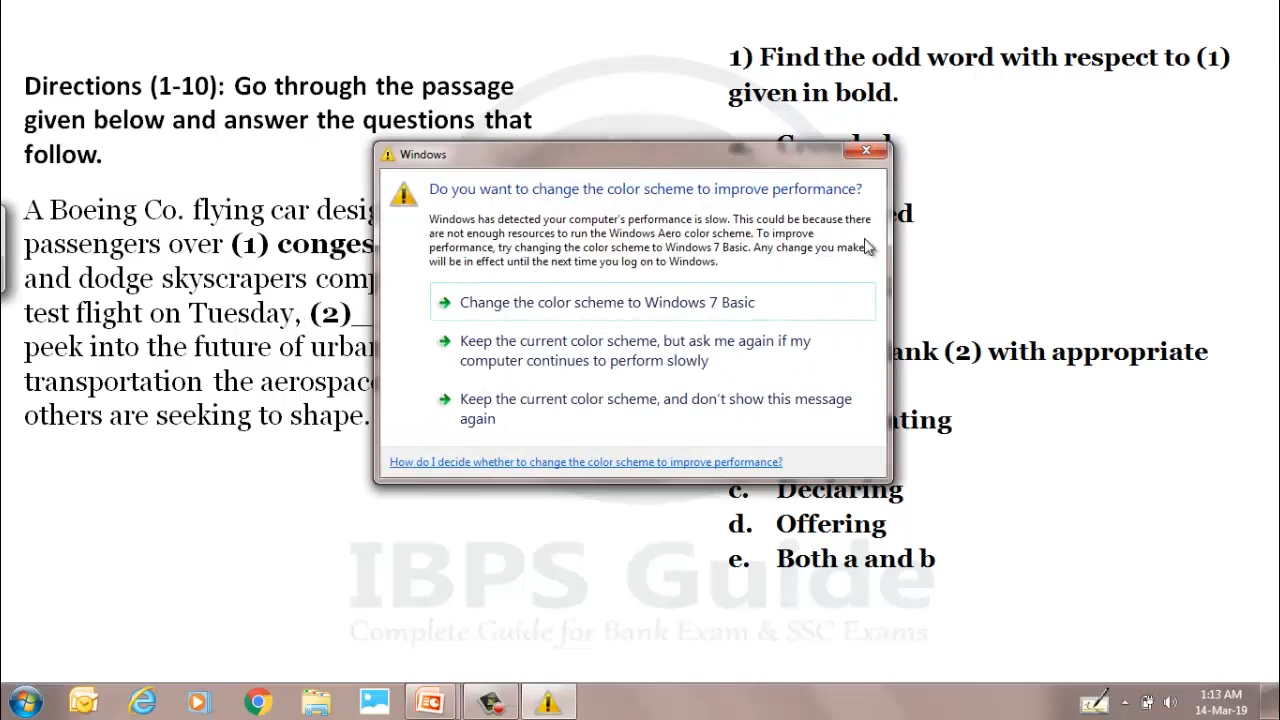 Directions (1-10): Go through the passage
given below and answer the questions that
follow.
A Boeing Co. flying car
passengers over (1)
and dodge skyscrapers
test flight on Tuesday, (2)_
peek into the future of
transportation the
others are seeking to shape.
1) Find the odd word with respect to (1)
given in bold.
(2) with appropriate
c. Declaring
d. Offering
e. Both a and b
Windows
Do you want to change the color scheme to improve performance?
Windows has detected your computer's performance is slow. This could be because there
are not enough resources to run the Windows Aero color scheme. To improve
performance, try changing the color scheme to Windows 7 Basic. Any change you make
will be in effect until the next time you log on to Windows.
Change the color scheme to Windows 7 Basic
Keep the current color scheme, but ask me again if my
computer continues to perform slowly
Keep the current color scheme, and don't show this message
again
How do I decide whether to change the color scheme to improve performance?
IBPS Guide
Complete Guide for Bank Exam & SSC Exams
1:13 AM
14-Mar-19